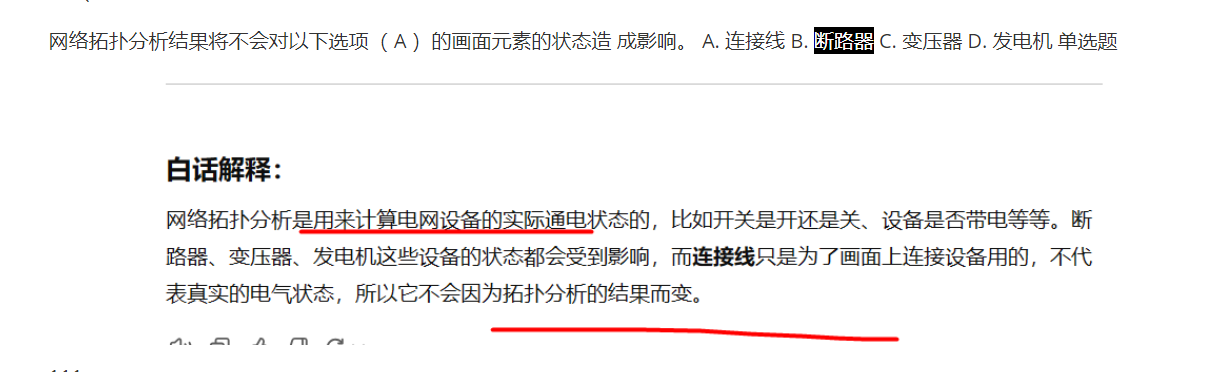 网络拓扑分析结果将不会对以下选项（A ）的画面元素的状态造 成影响。 A. 连接线 B. 断路器 C. 变压器 D. 发电机 单选题
白话解释：
网络拓扑分析是用来计算电网设备的实际通电状态的，比如开关是开还是关、设备是否带电等等。断
路器、变压器、发电机这些设备的状态都会受到影响，而连接线只是为了画面上连接设备用的，不代
表真实的电气状态，所以它不会因为拓扑分析的结果而变。